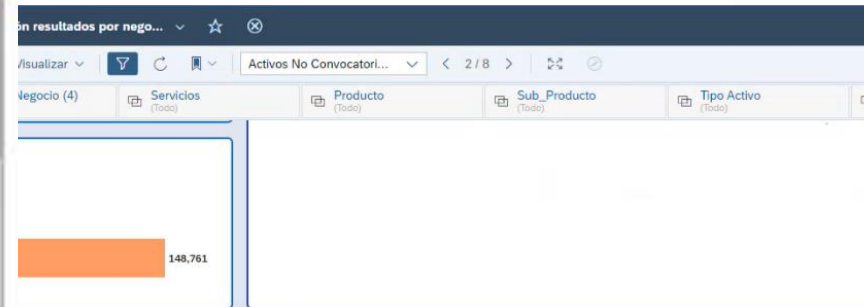 ón resultados por nego...
Visualizar
Activos No Convocatori...
2 / 8
Negocio (4)
Servicios
(Todo)
Producto
(Todo)
Sub_Producto
(Todo)
Tipo Activo
(Todo)
148,761